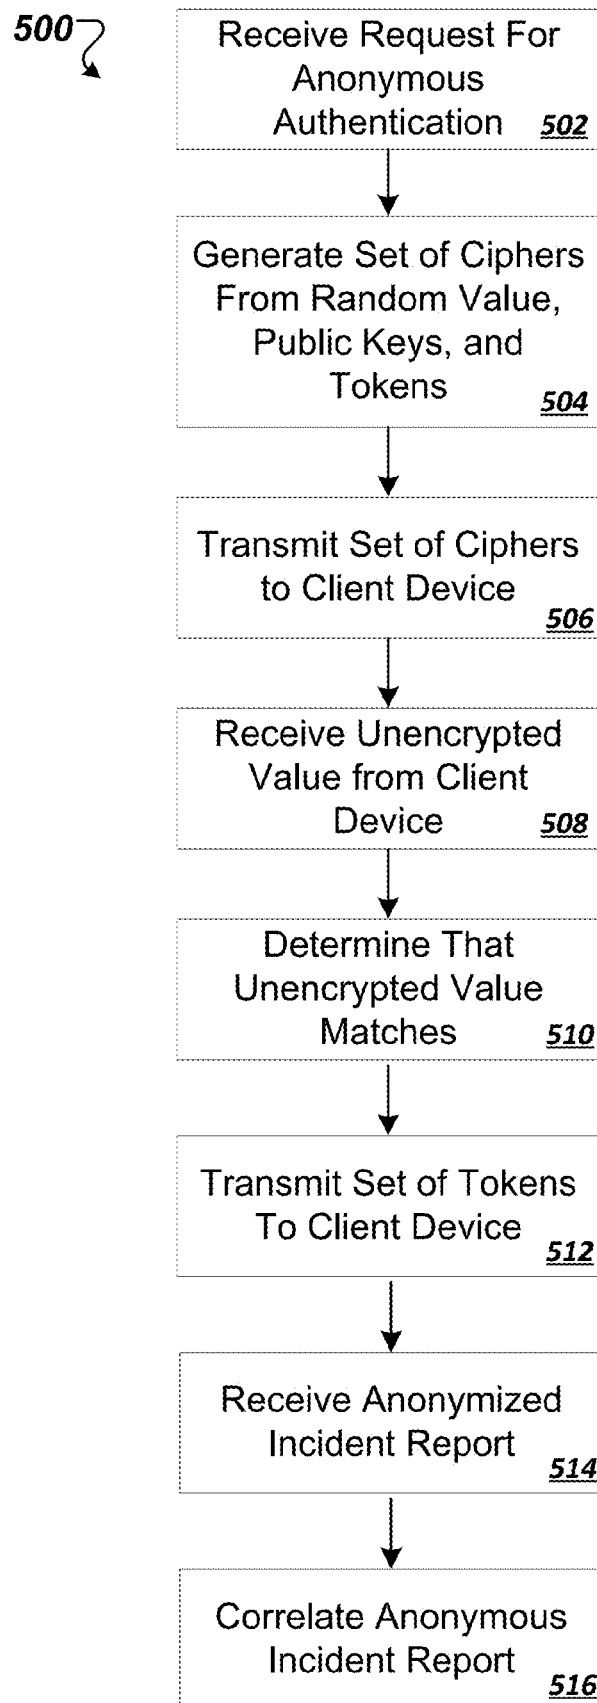 500
Receive Request For
Anonymous
Authentication 502
Generate Set of Ciphers
From Random Value,
Public Keys, and
Tokens 504
Transmit Set of Ciphers
to Client Device
506
Receive Unencrypted
Value from Client
Device 508
Determine That
Unencrypted Value
Matches 510
Transmit Set of Tokens
To Client Device
512
Receive Anonymized
Incident Report
514
Correlate Anonymous
Incident Report
516